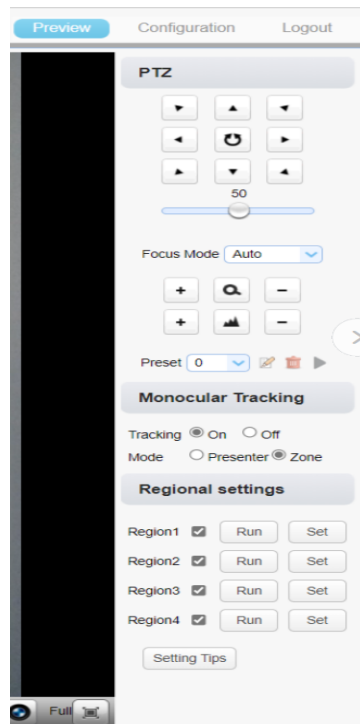 Preview Configuration Logout
PTZ
50
Focus Mode Auto
+ −
+ −
Preset 0
Monocular Tracking
Tracking On Off
Mode Presenter Zone
Regional settings
Region1 Run Set
Region2 Run Set
Region3 Run Set
Region4 Run Set
Setting Tips
Full